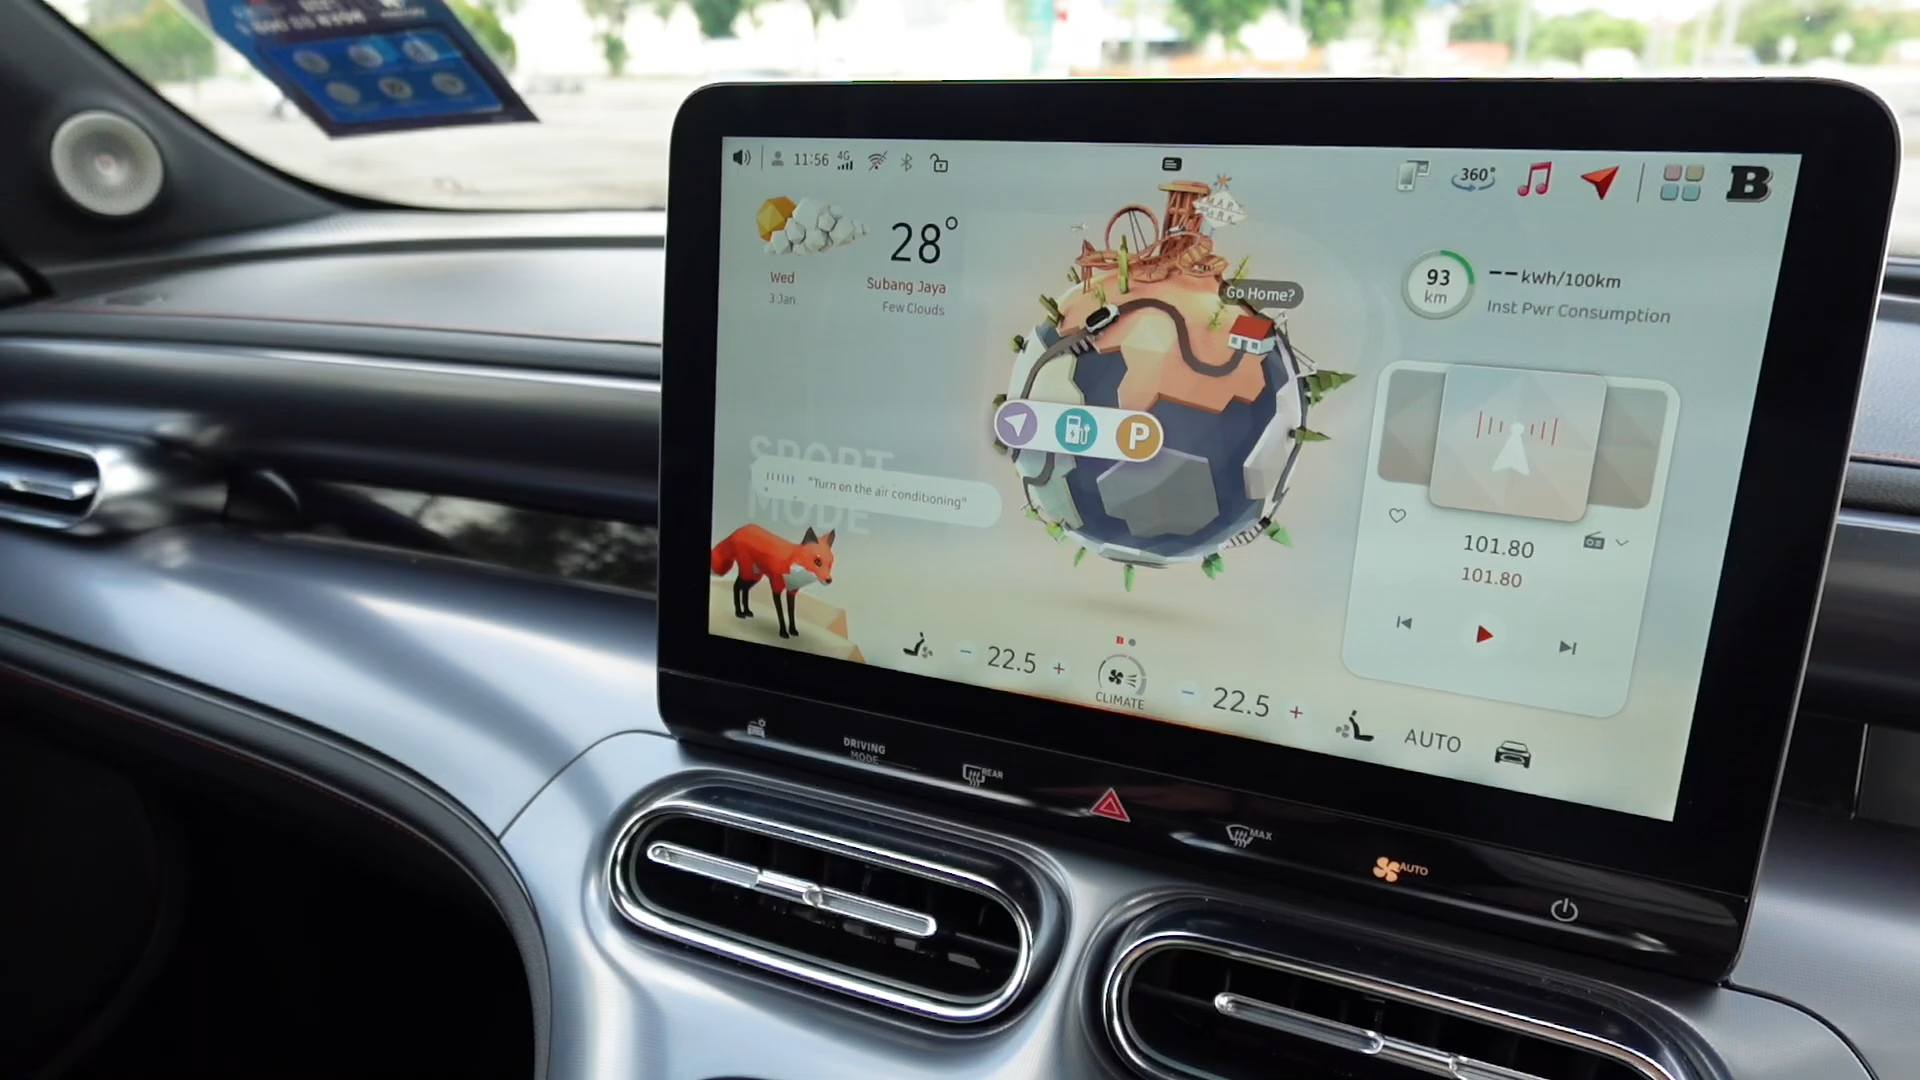 11:56
4G
360°
B
28°
Wed
3 Jan.
Subang Jaya
Few Clouds
Go Home?
93
km
-- kWh/100km
Inst Pwr Consumption
P
SPORT
MODE
"Turn on the air conditioning"
101.80
101.80
- 22.5 +
CLIMATE
- 22.5 +
AUTO
DRIVING
MODE
REAR
MAX
AUTO